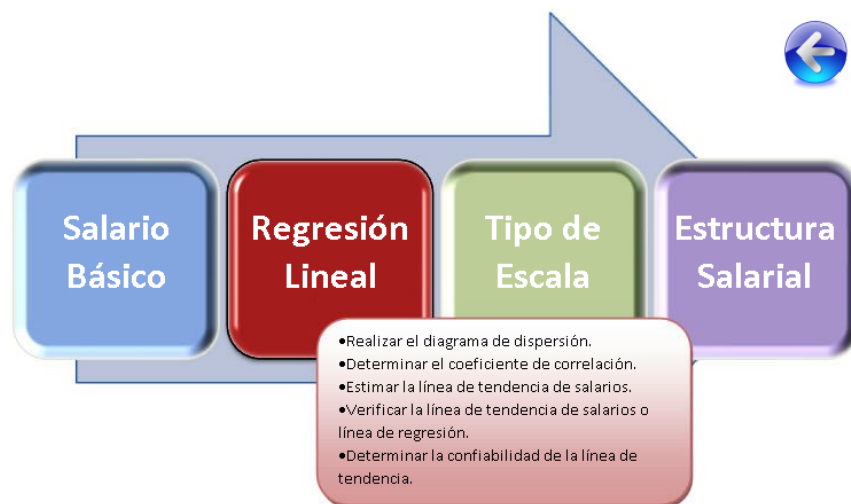 Salario
Básico
Regresión
Lineal
Tipo de
Escala
Estructura
Salarial
•Realizar el diagrama de dispersión.
•Determinar el coeficiente de correlación.
•Estimar la línea de tendencia de salarios.
•Verificar la línea de tendencia de salarios o
línea de regresión.
•Determinar la confiabilidad de la línea de
tendencia.